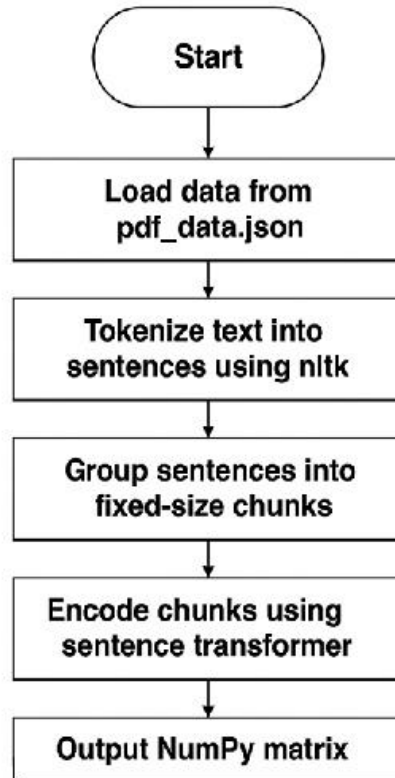 Start
Load data from
pdf_data.json
Tokenize text into
sentences using nltk
Group sentences into
fixed-size chunks
Encode chunks using
sentence transformer
Output NumPy matrix